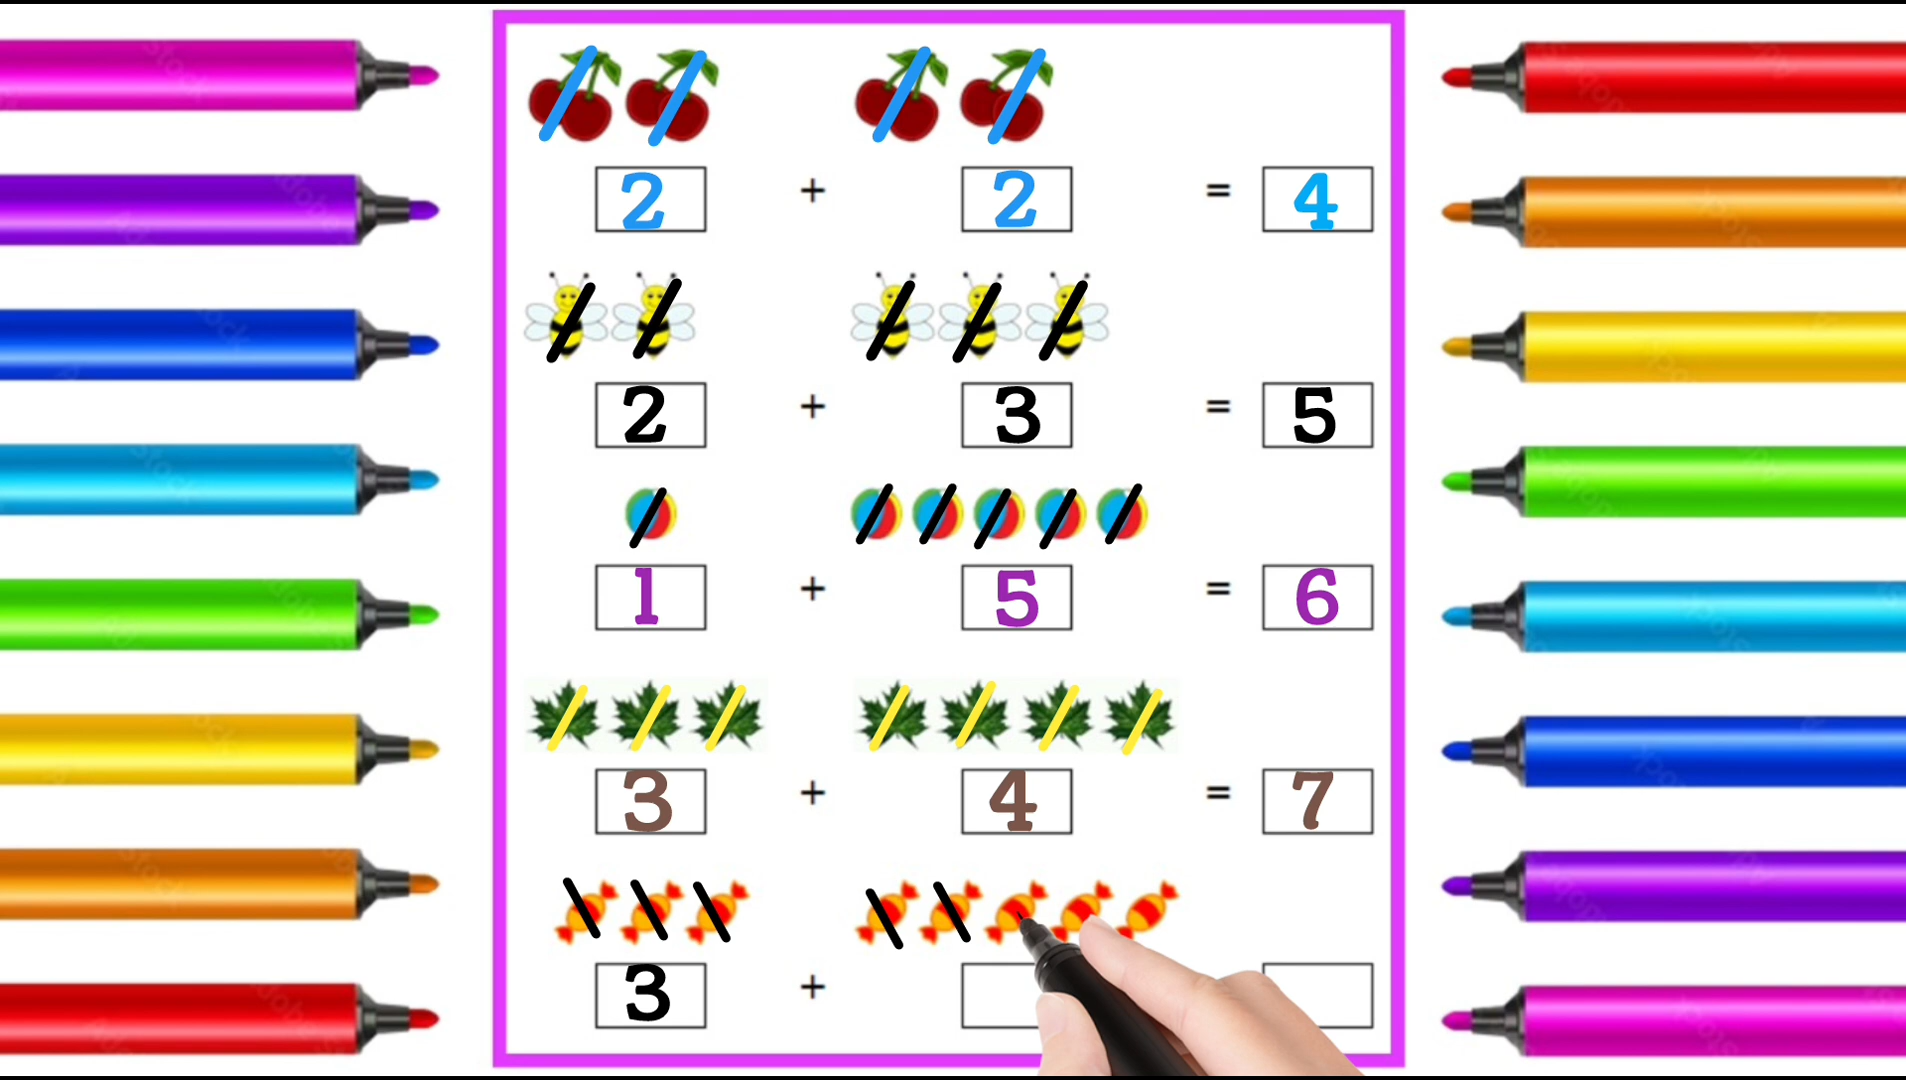 2 + 2 = 4
2 + 3 = 5
1 + 5 = 6
3 + 4 = 7
3 +